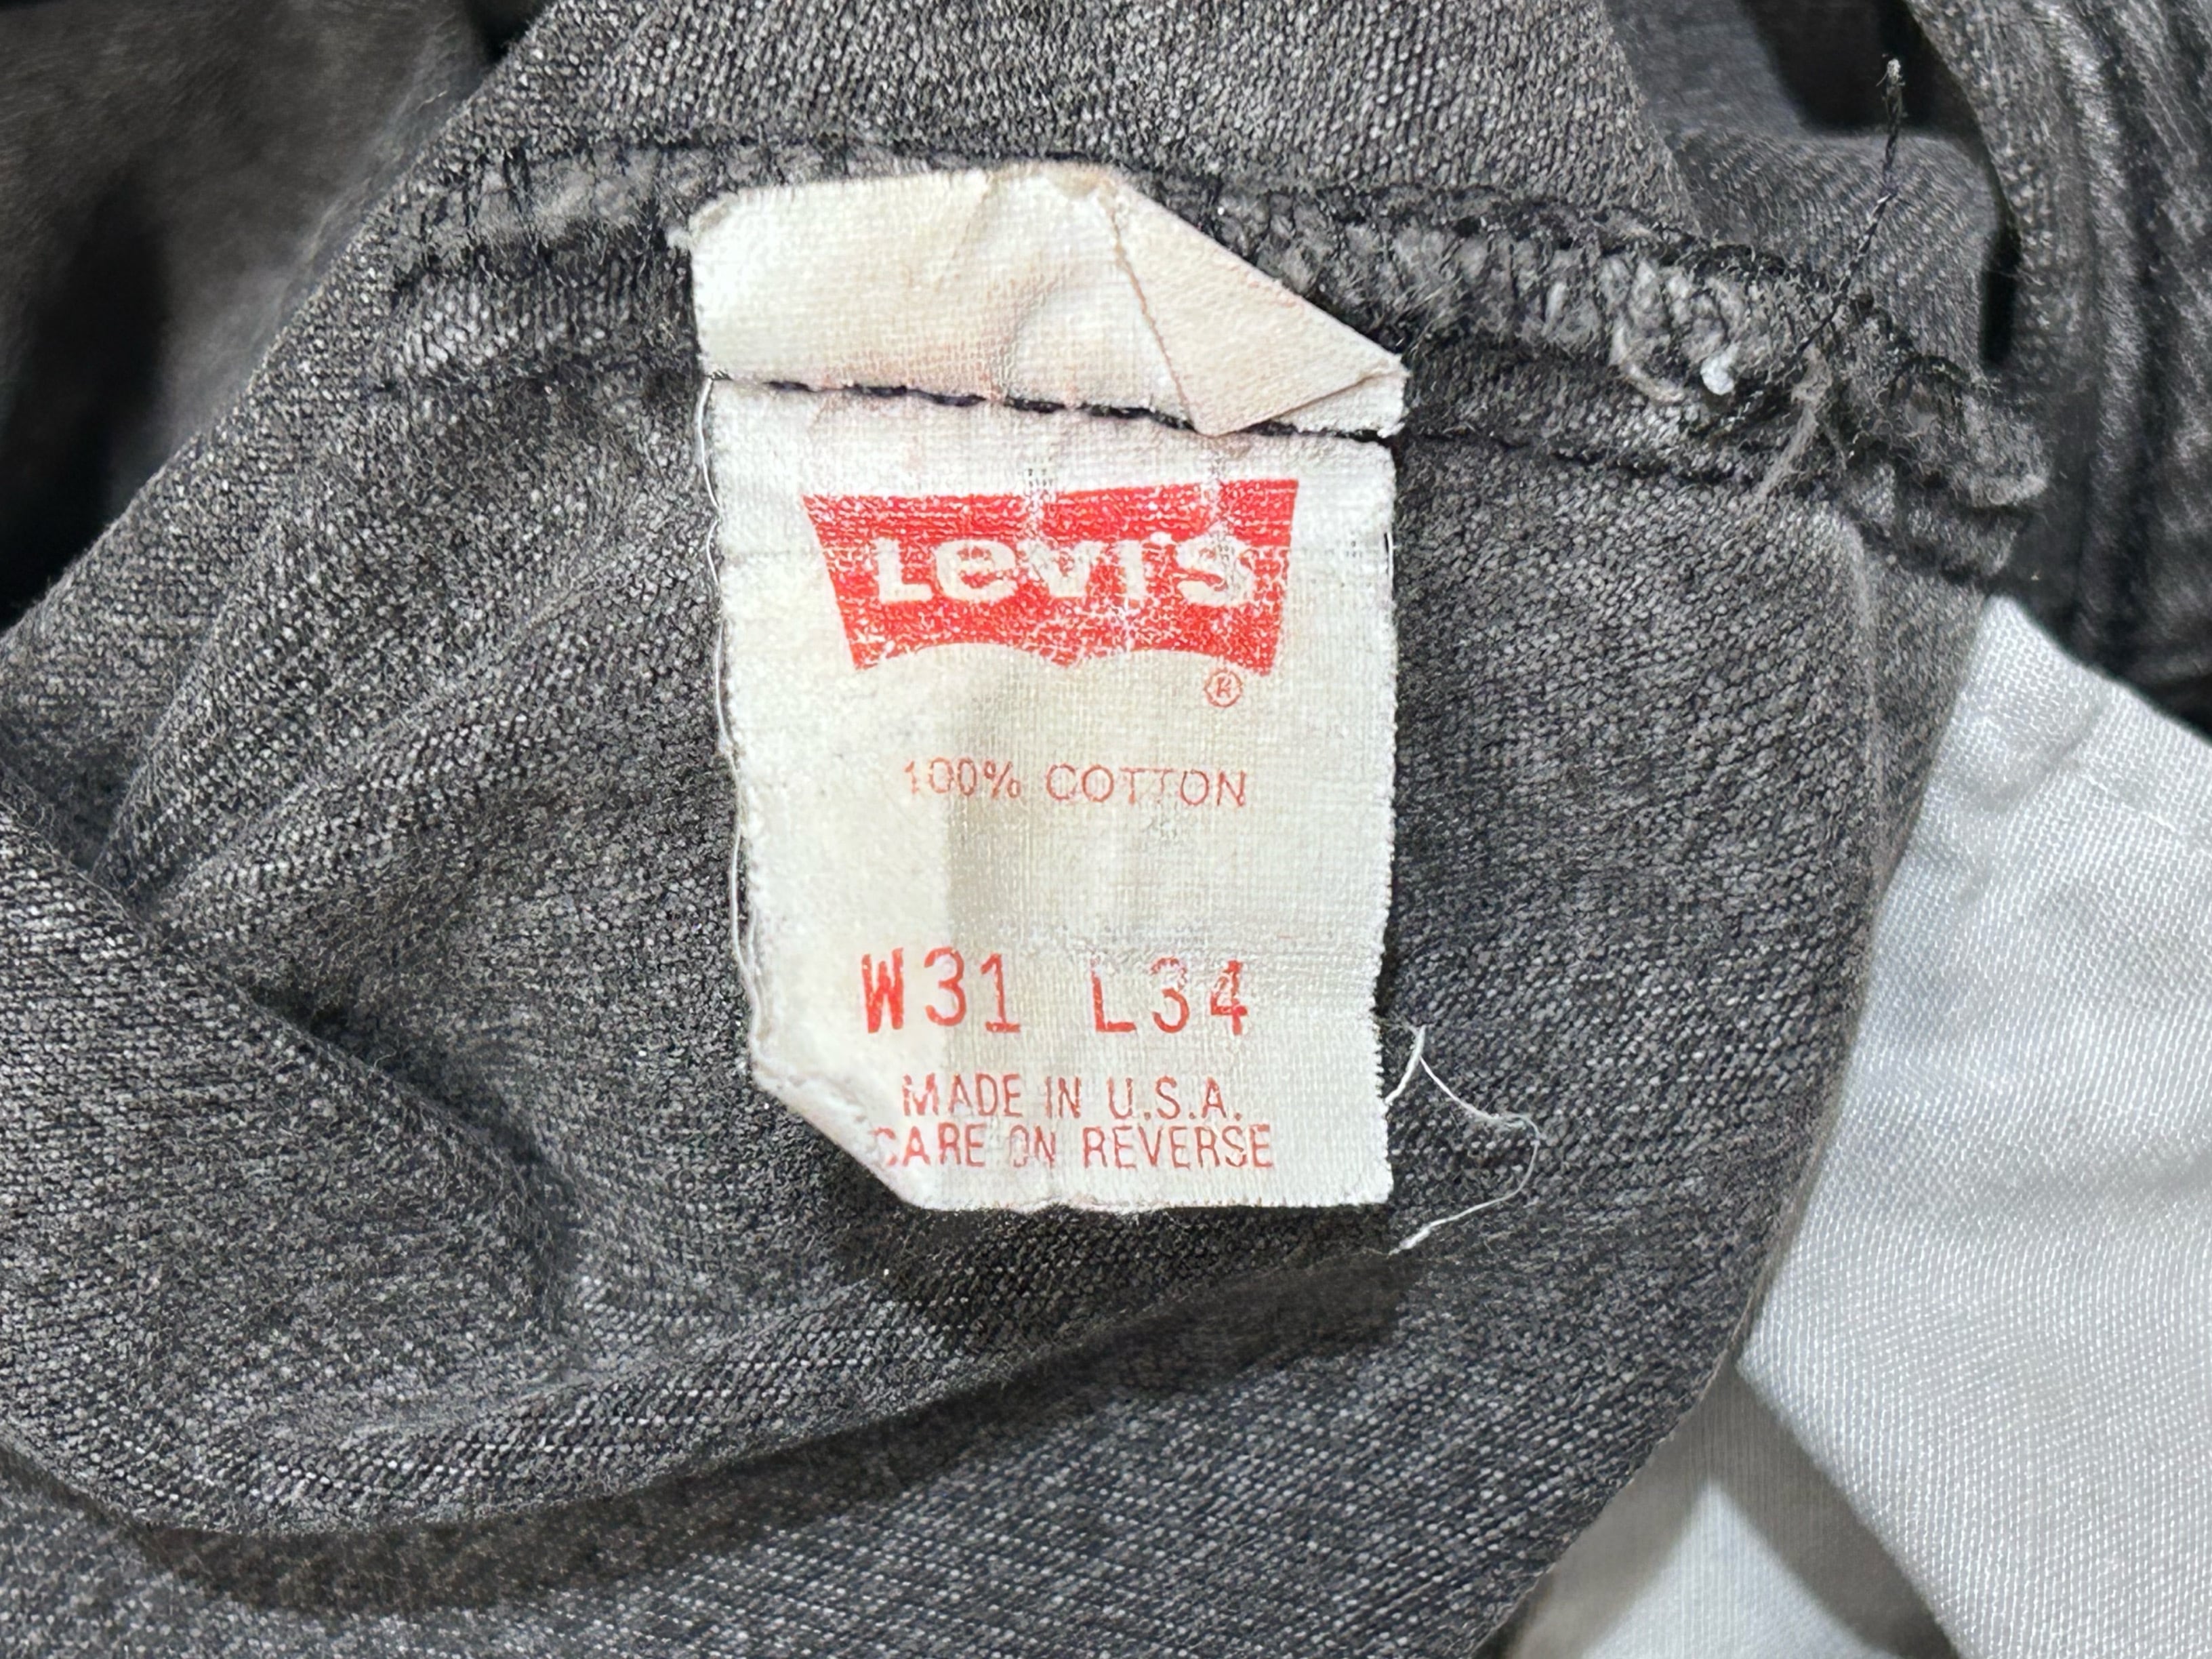 Levi's
®
100% COTTON
W31 L34
MADE IN U.S.A.
CARE ON REVERSE